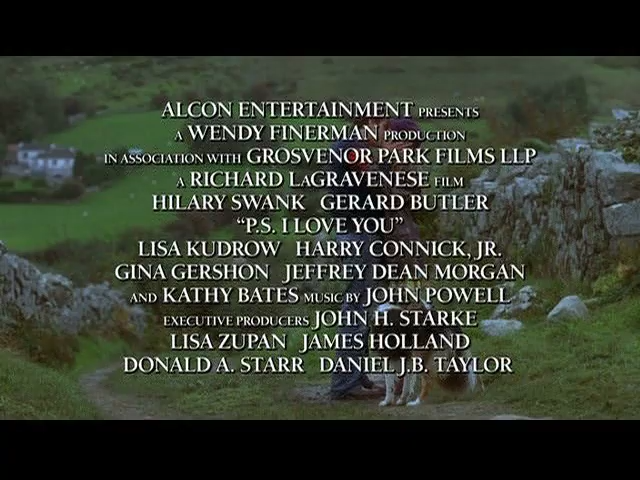 ALCON ENTERTAINMENT PRESENTS
A WENDY FINERMAN PRODUCTION
IN ASSOCIATION WITH GROSVENOR PARK FILMS LLP
A RICHARD LAGRAVENESE FILM
HILARY SWANK GERARD BUTLER
“P.S. I LOVE YOU”
LISA KUDROW HARRY CONNICK, JR.
GINA GERSHON JEFFREY DEAN MORGAN
AND KATHY BATES MUSIC BY JOHN POWELL
EXECUTIVE PRODUCERS JOHN H. STARKE
LISA ZUPAN JAMES HOLLAND
DONALD A. STARR DANIEL J.B. TAYLOR